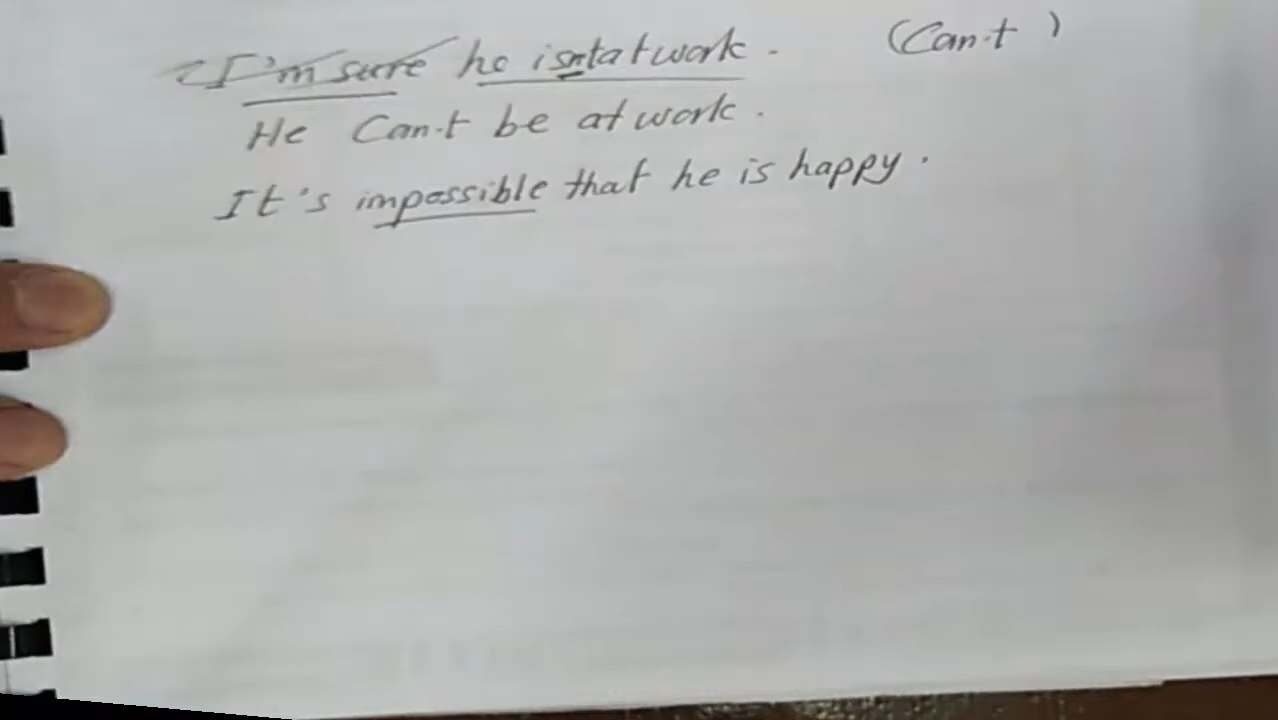 I'm sure he isn't at work. (Can't)
He Can't be at work.
It's impossible that he is happy.